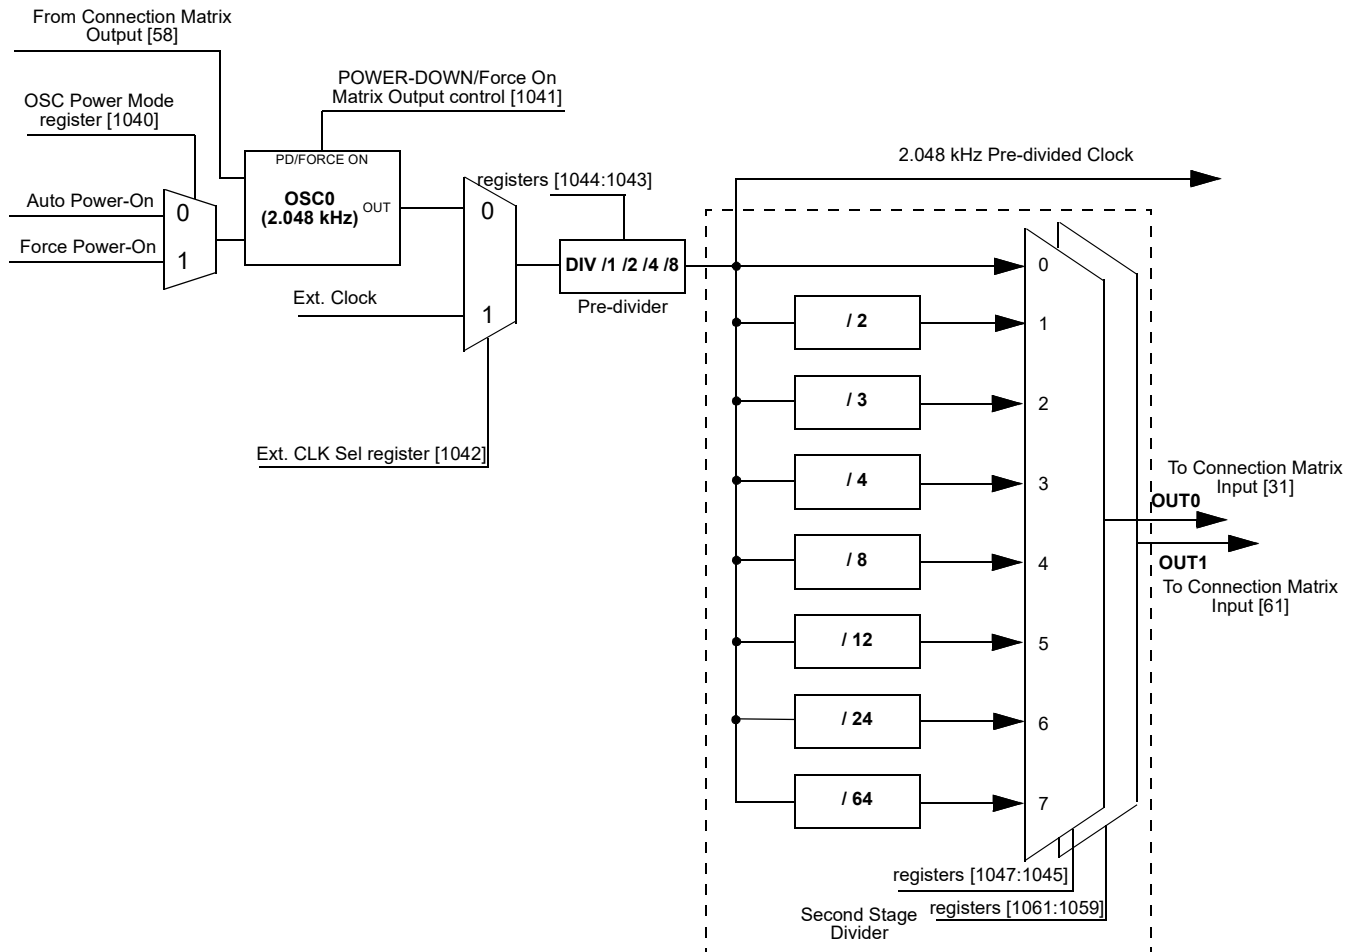 From Connection Matrix
Output [58]
POWER-DOWN/Force On
Matrix Output control [1041]
OSC Power Mode
register [1040]
PD/FORCE ON
OSC0
(2.048 kHz)
OUT
Auto Power-On
0
Force Power-On
1
0
1
registers [1044:1043]
DIV /1 /2 /4 /8
Pre-divider
Ext. Clock
Ext. CLK Sel register [1042]
2.048 kHz Pre-divided Clock
0
/ 2
1
/ 3
2
/ 4
3
/ 8
4
/ 12
5
/ 24
6
/ 64
7
To Connection Matrix
Input [31]
OUT0
OUT1
To Connection Matrix
Input [61]
registers [1047:1045]
registers [1061:1059]
Second Stage
Divider